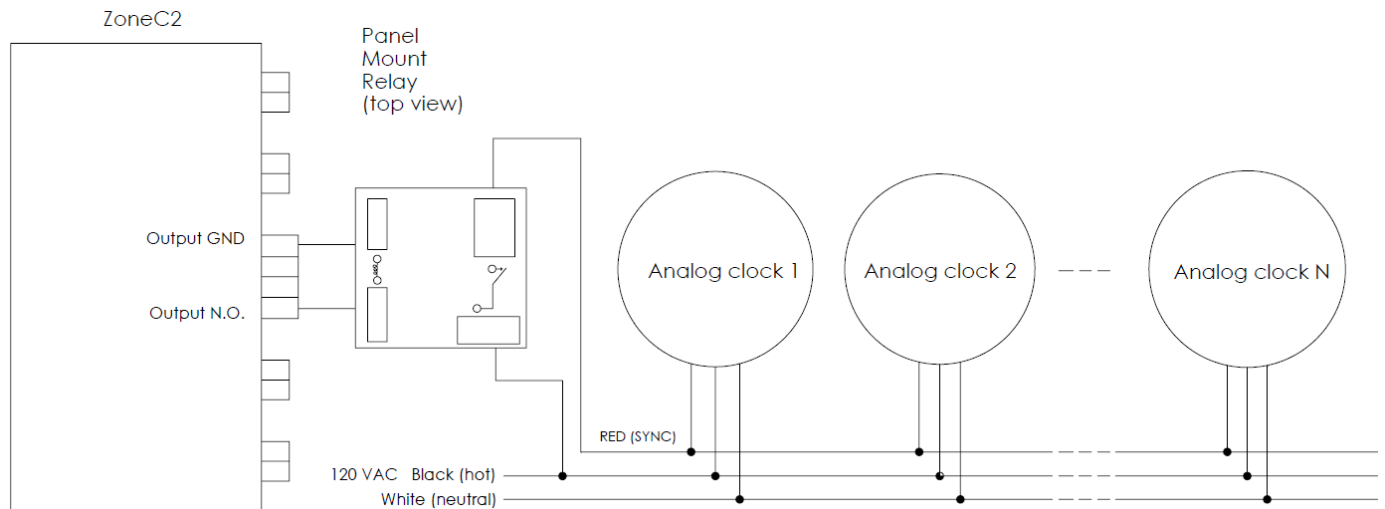 ZoneC2
Panel
Mount
Relay
(top view)
Output GND
Output N.O.
Analog clock 1
Analog clock 2
Analog clock N
RED (SYNC)
120 VAC Black (hot)
White (neutral)